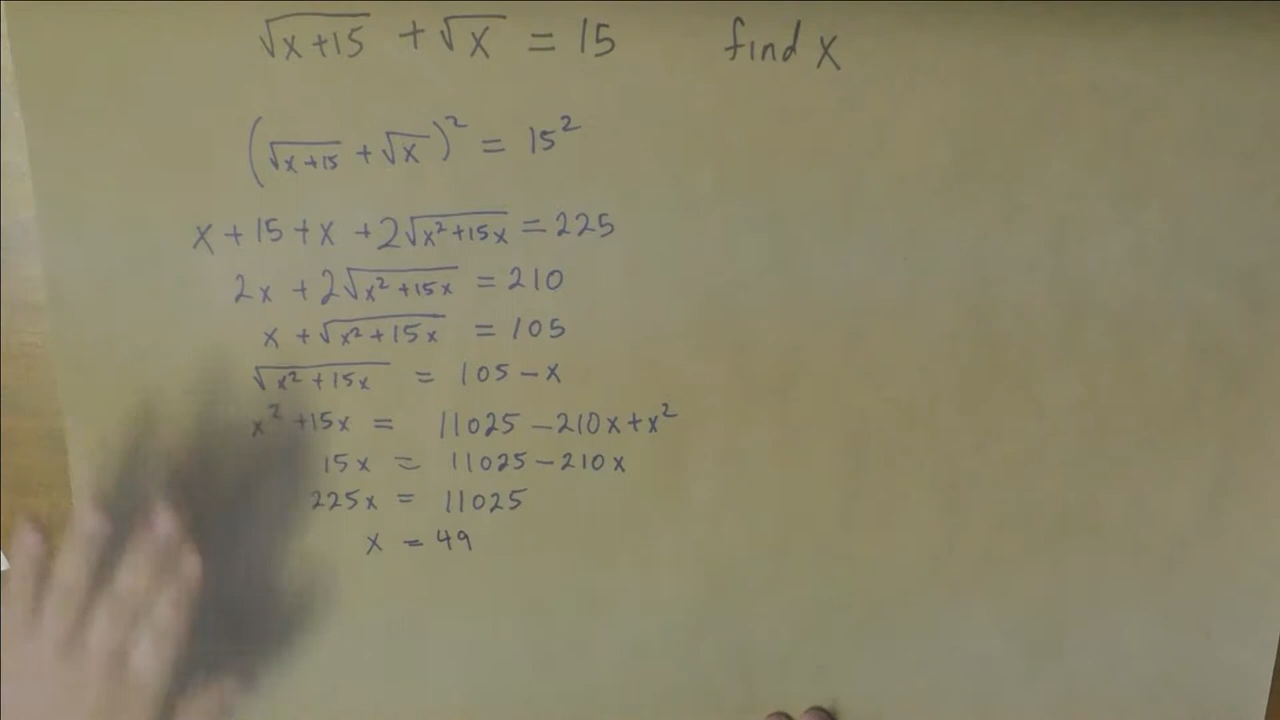 √(x+15) + √x = 15 find x
(√(x+15) + √x)² = 15²
x + 15 + x + 2√(x²+15x) = 225
2x + 2√(x²+15x) = 210
x + √(x²+15x) = 105
√(x²+15x) = 105 - x
x² + 15x = 11025 - 210x + x²
15x = 11025 - 210x
225x = 11025
x = 49